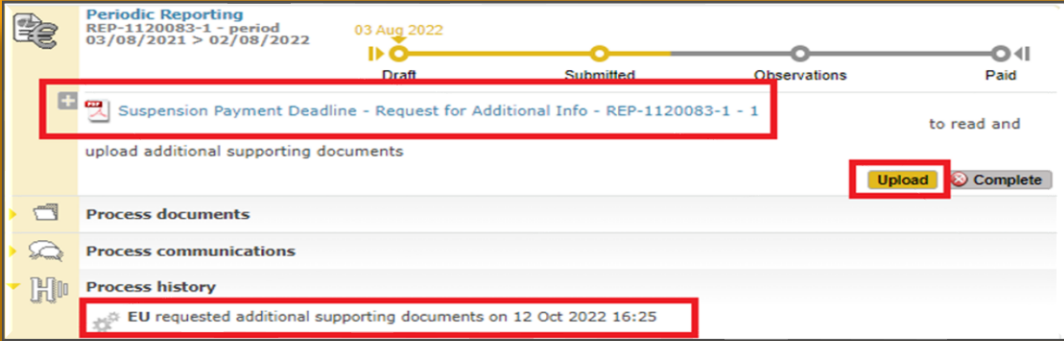 Periodic Reporting
REP-1120083-1 - period
03/08/2021 > 02/08/2022
03 Aug 2022
Draft Submitted Observations Paid
PDF
Suspension Payment Deadline - Request for Additional Info - REP-1120083-1 - 1
to read and
upload additional supporting documents
Upload Complete
Process documents
Process communications
Process history
EU requested additional supporting documents on 12 Oct 2022 16:25